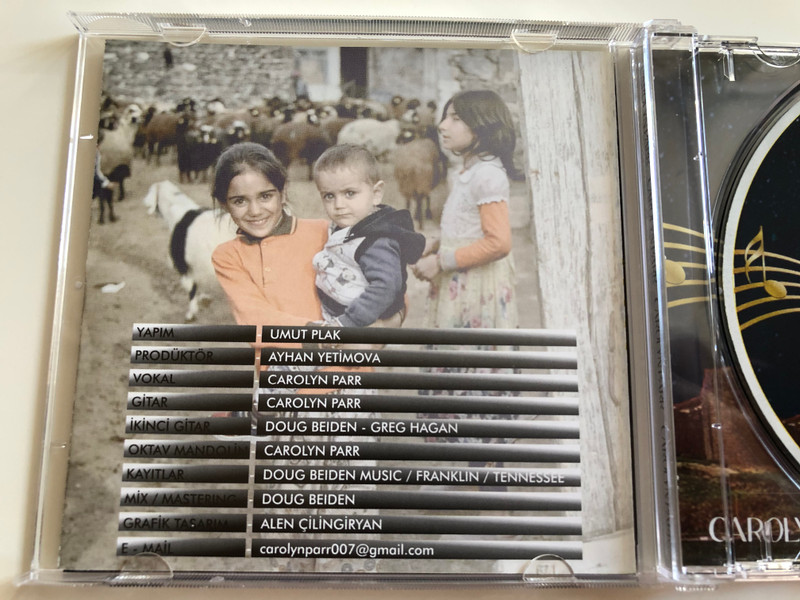 YAPIM UMUT PLAK
PRODÜKTÖR AYHAN YETİMOVA
VOKAL CAROLYN PARR
GİTAR CAROLYN PARR
İKİNCİ GİTAR DOUG BEIDEN - GREG HAGAN
OKTAV MANDOLİN CAROLYN PARR
KAYITLAR DOUG BEIDEN MUSIC / FRANKLIN / TENNESSEE
MİX / MASTERING DOUG BEIDEN
GRAFİK TASARIM ALEN ÇİLİNGİRYAN
E - MAİL carolynparr007@gmail.com
CAROLY